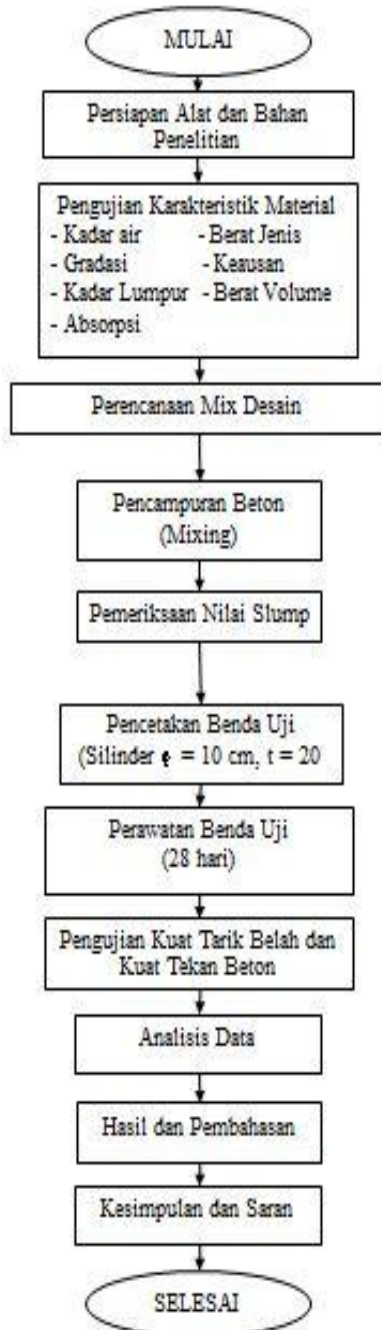 MULAI
Persiapan Alat dan Bahan
Penelitian
Pengujian Karakteristik Material
- Kadar air - Berat Jenis
- Gradasi - Keausan
- Kadar Lumpur - Berat Volume
- Absorpsi
Perencanaan Mix Desain
Pencampuran Beton
(Mixing)
Pemeriksaan Nilai Slump
Pencetakan Benda Uji
(Silinder = 10 cm, t = 20
Perawatan Benda Uji
(28 hari)
Pengujian Kuat Tarik Belah dan
Kuat Tekan Beton
Analisis Data
Hasil dan Pembahasan
Kesimpulan dan Saran
SELESAI